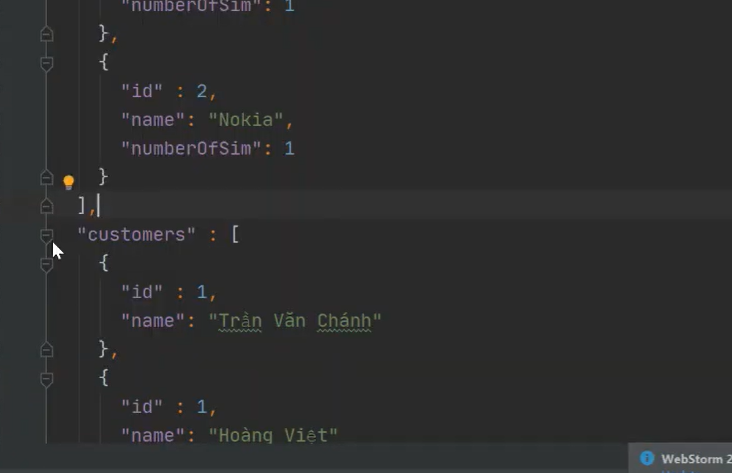 "numberOfSim": 1
},
{
"id" : 2,
"name": "Nokia",
"numberOfSim": 1
}
],
"customers" : [
{
"id" : 1,
"name": "Trần Văn Chánh"
},
{
"id" : 1,
"name": "Hoàng Việt"
WebStorm 2